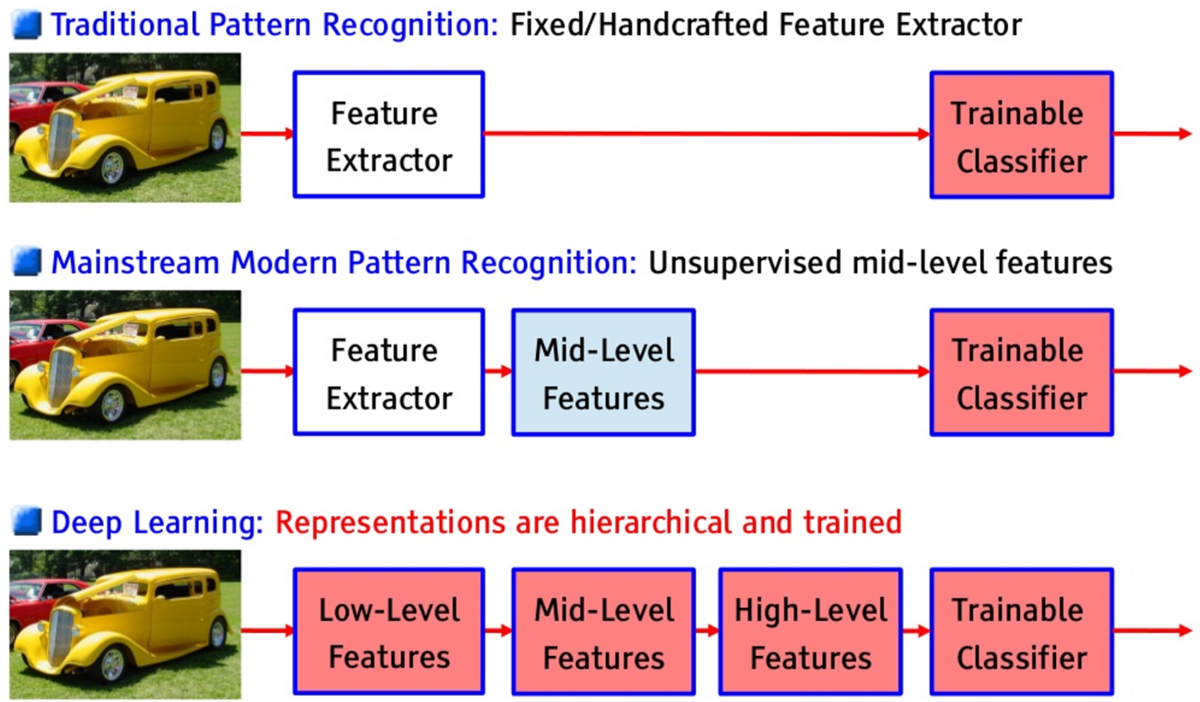 Traditional Pattern Recognition: Fixed/Handcrafted Feature Extractor
Feature
Extractor
Trainable
Classifier
Mainstream Modern Pattern Recognition: Unsupervised mid-level features
Feature
Extractor
Mid-Level
Features
Trainable
Classifier
Deep Learning: Representations are hierarchical and trained
Low-Level
Features
Mid-Level
Features
High-Level
Features
Trainable
Classifier